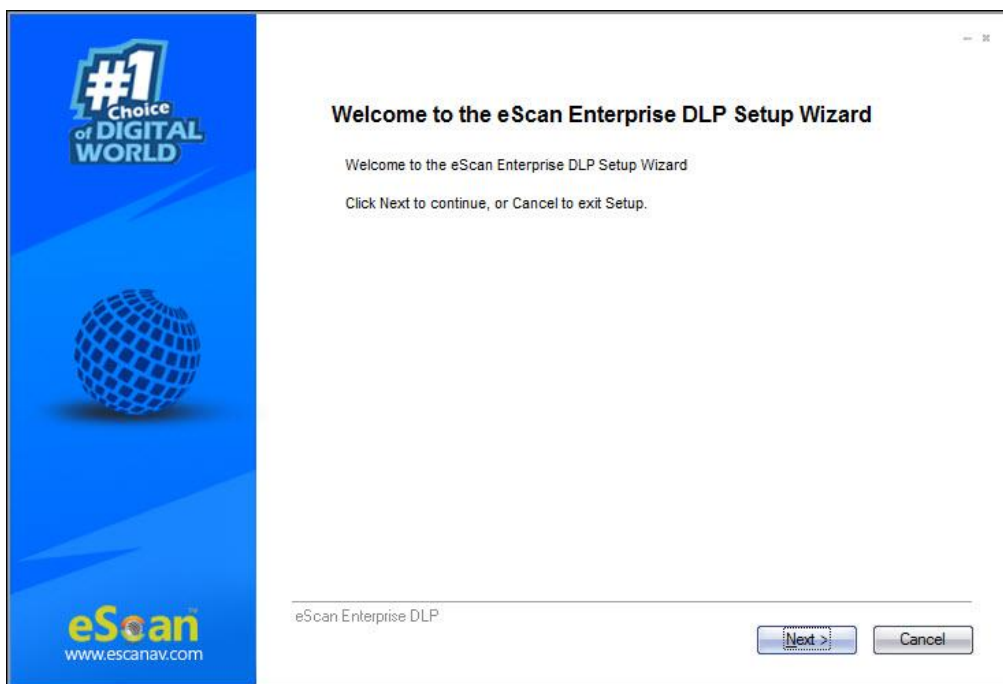 #1
Choice
of DIGITAL
WORLD
Welcome to the eScan Enterprise DLP Setup Wizard
Welcome to the eScan Enterprise DLP Setup Wizard
Click Next to continue, or Cancel to exit Setup.
eScan Enterprise DLP
Next >
Cancel
eScan™
www.escanav.com